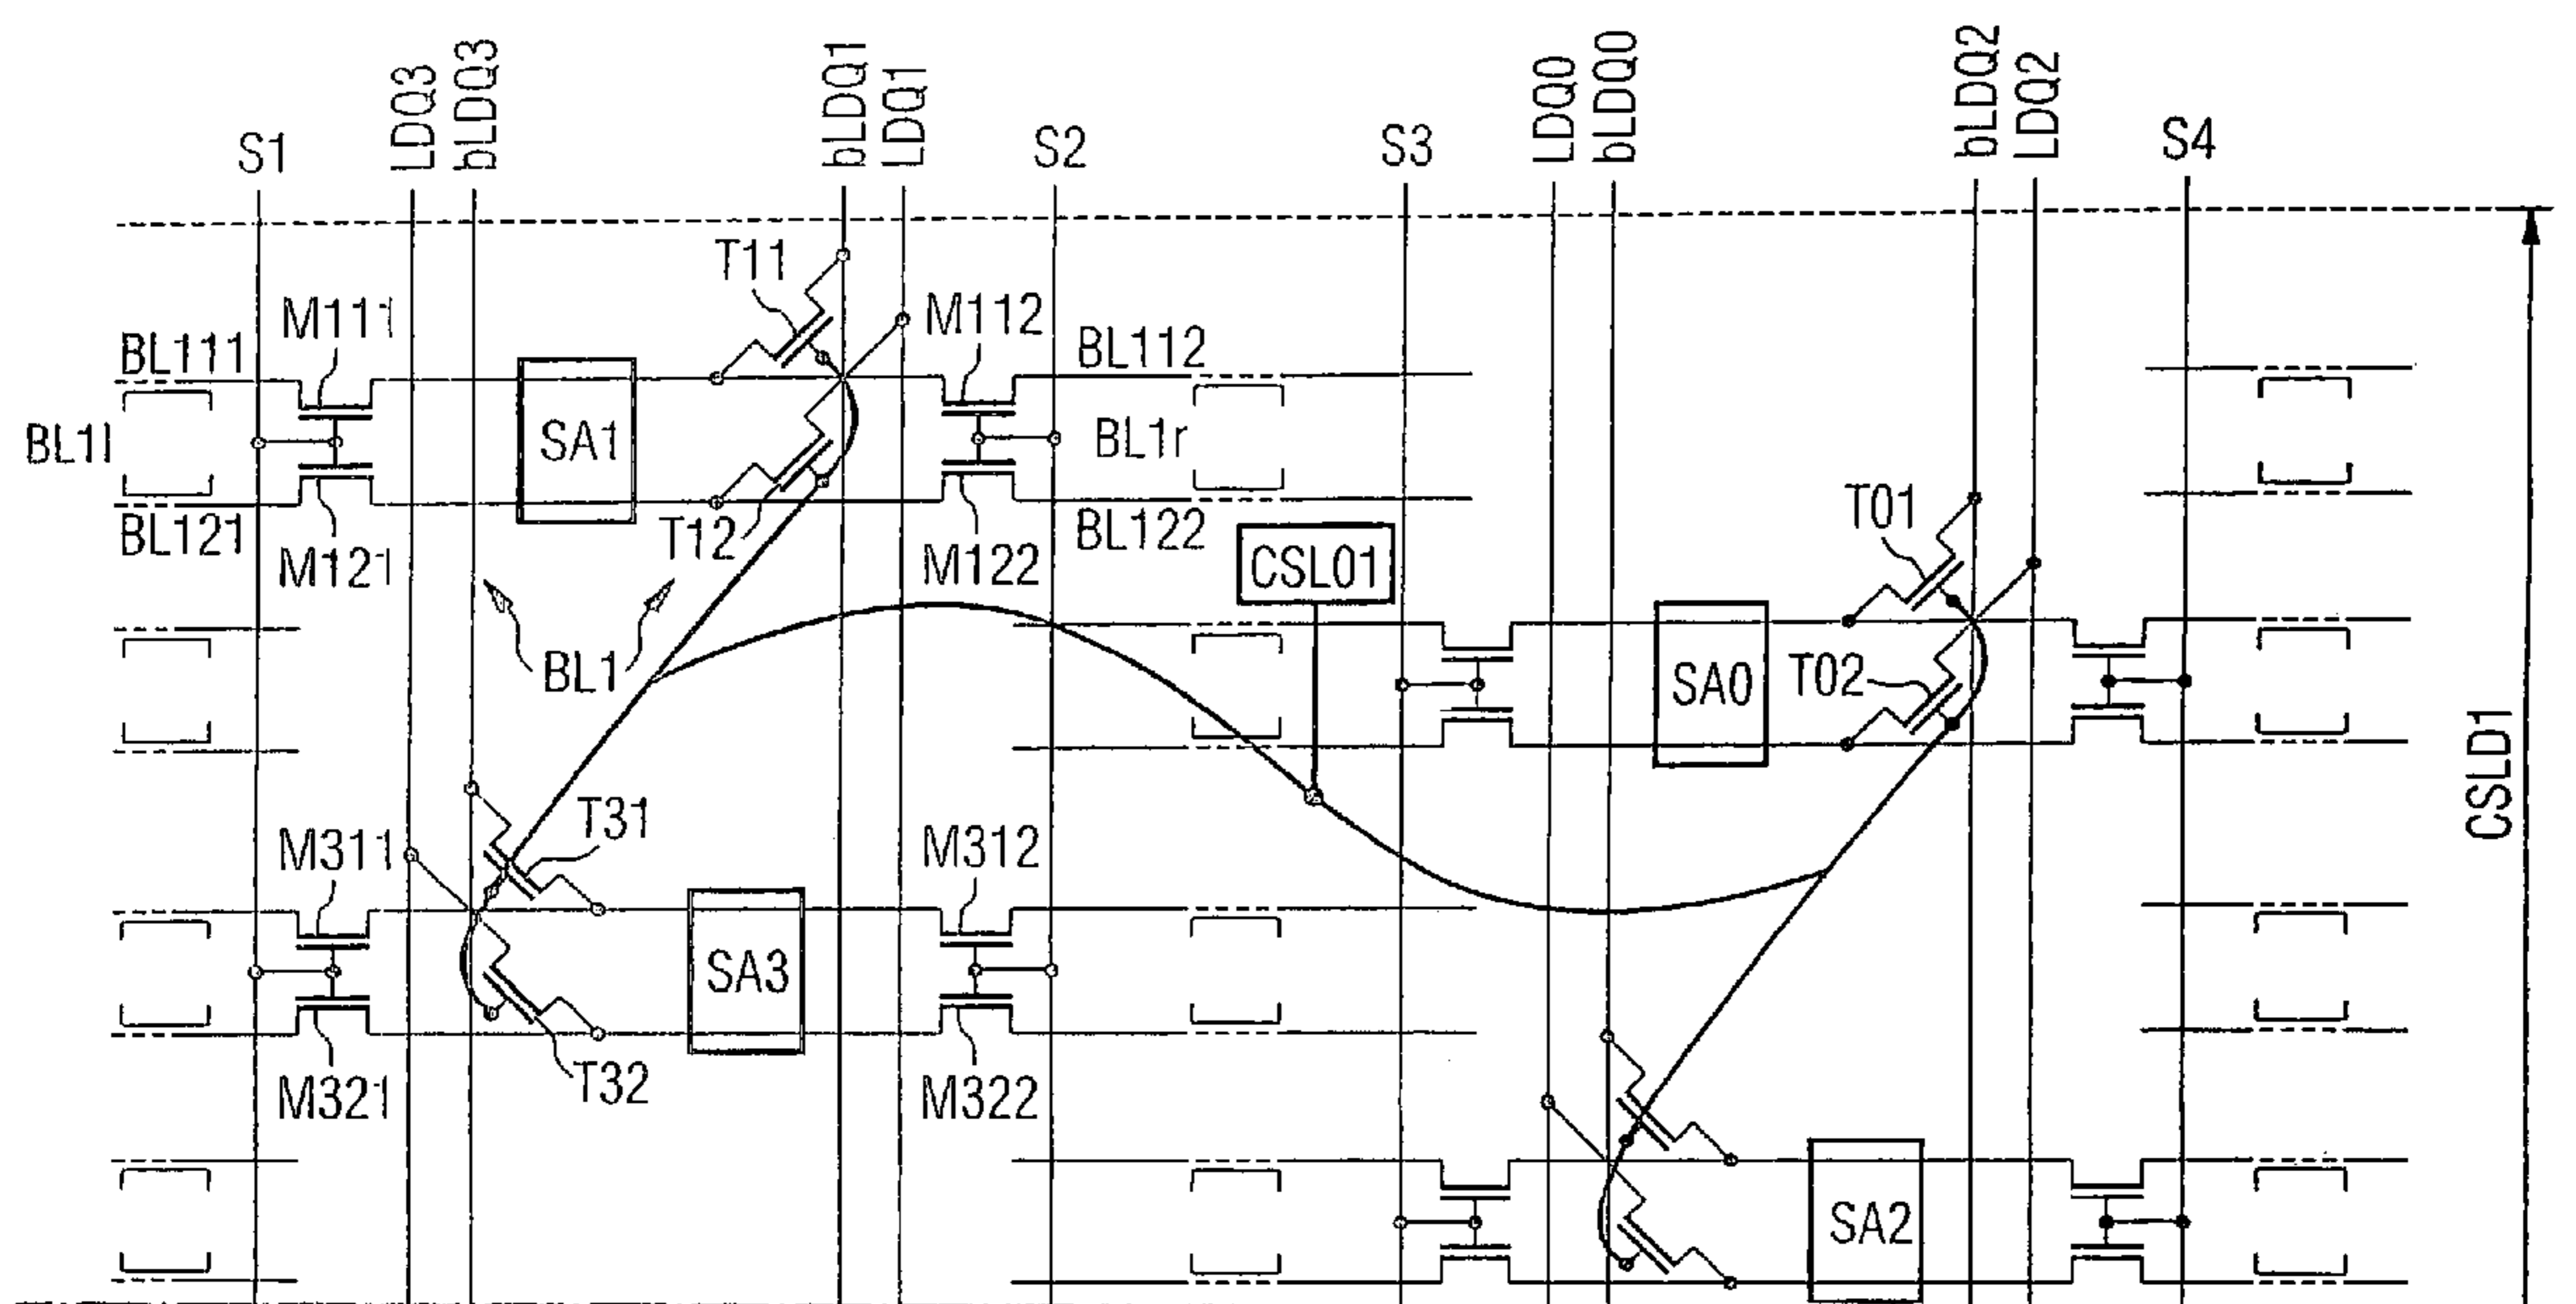 S1
LDQ3
bLDQ3
bLDQ1
LDQ1
S2
S3
LDQ0
bLDQ0
bLDQ2
LDQ2
S4
T11
M111
M112
BL111
BL112
BL1l
SA1
BL1r
BL121
T12
BL122
M121
M122
CSL01
T01
BL1
SA0
T02
CSLD1
T31
M311
M312
SA3
M321
T32
M322
SA2